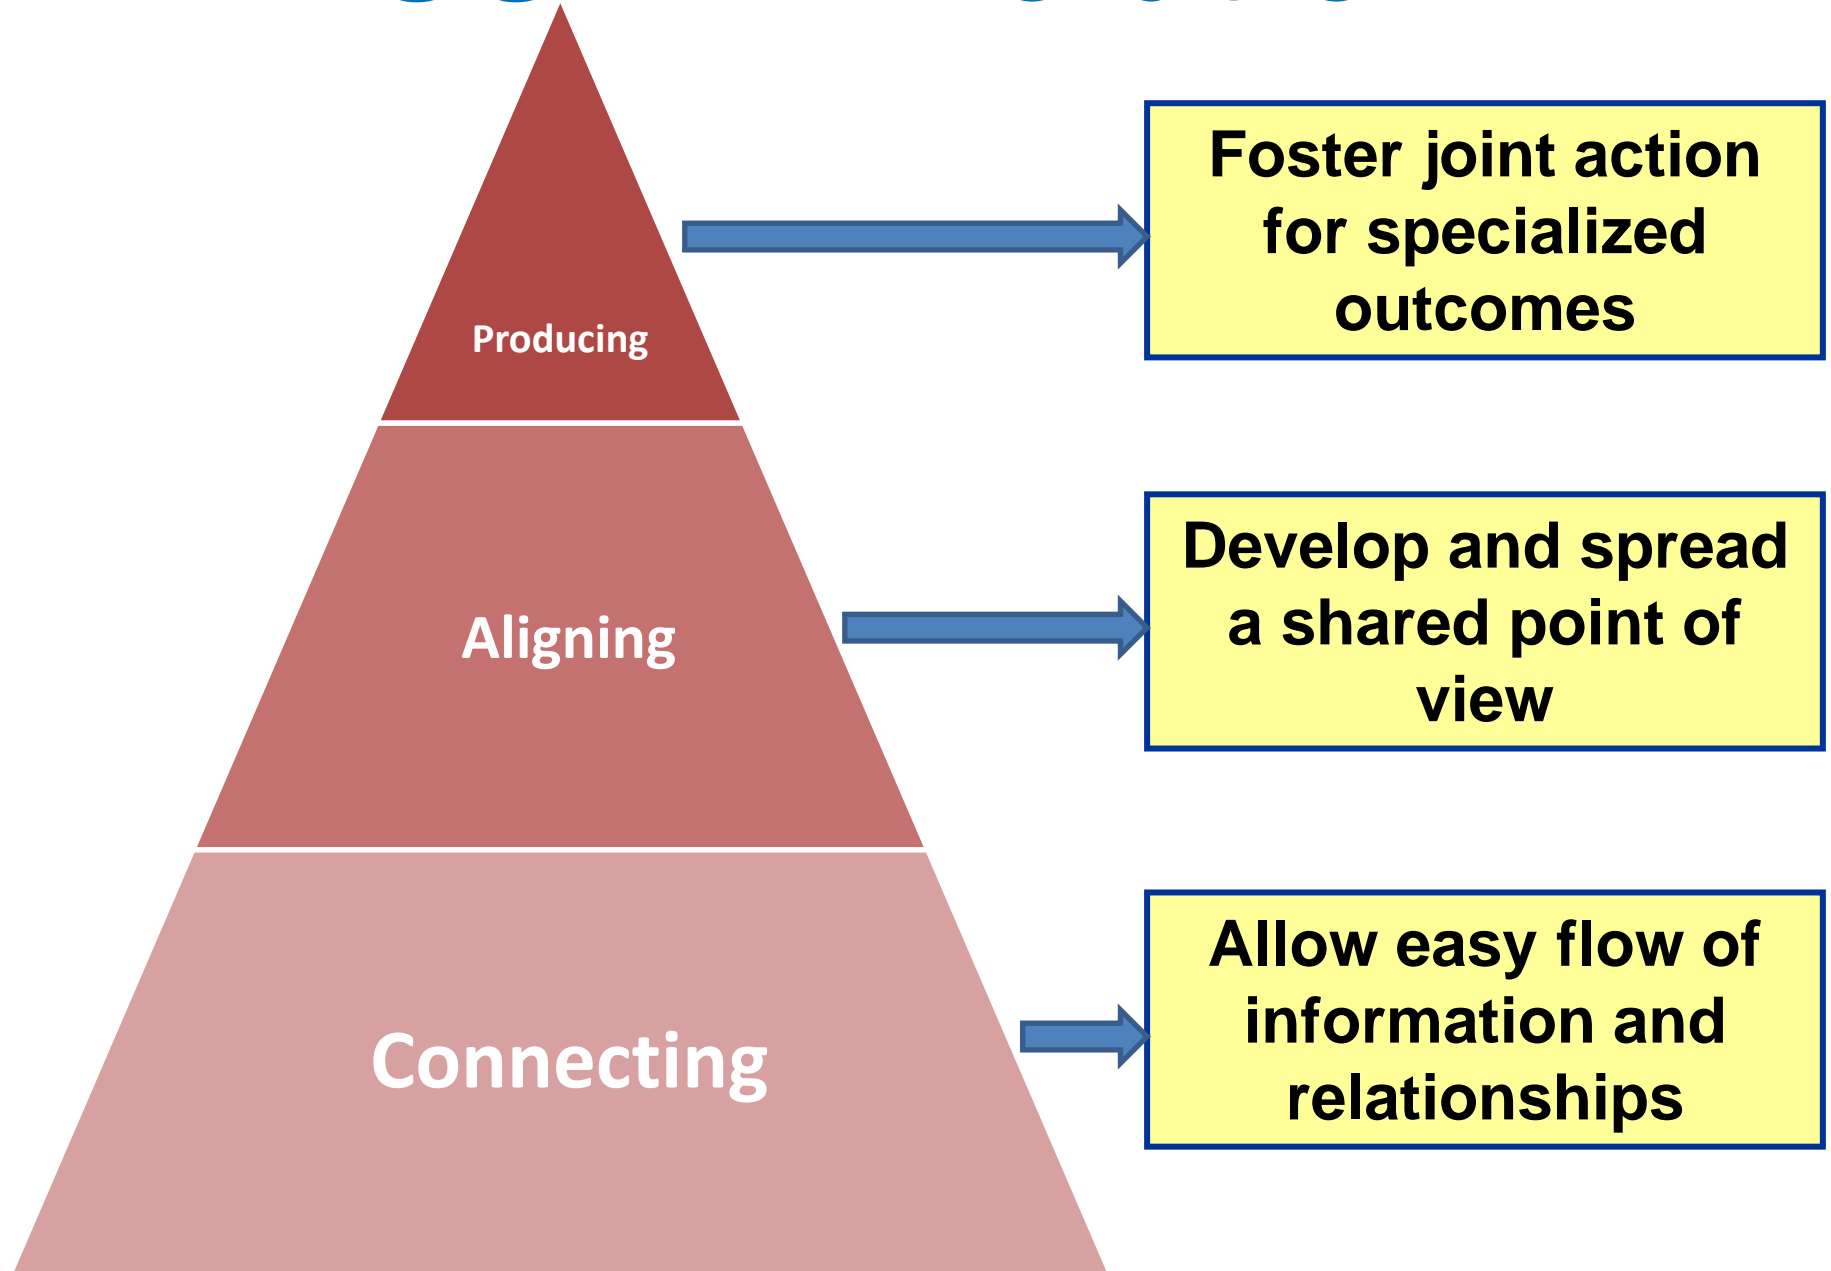 Producing
Foster joint action
for specialized
outcomes
Aligning
Develop and spread
a shared point of
view
Connecting
Allow easy flow of
information and
relationships